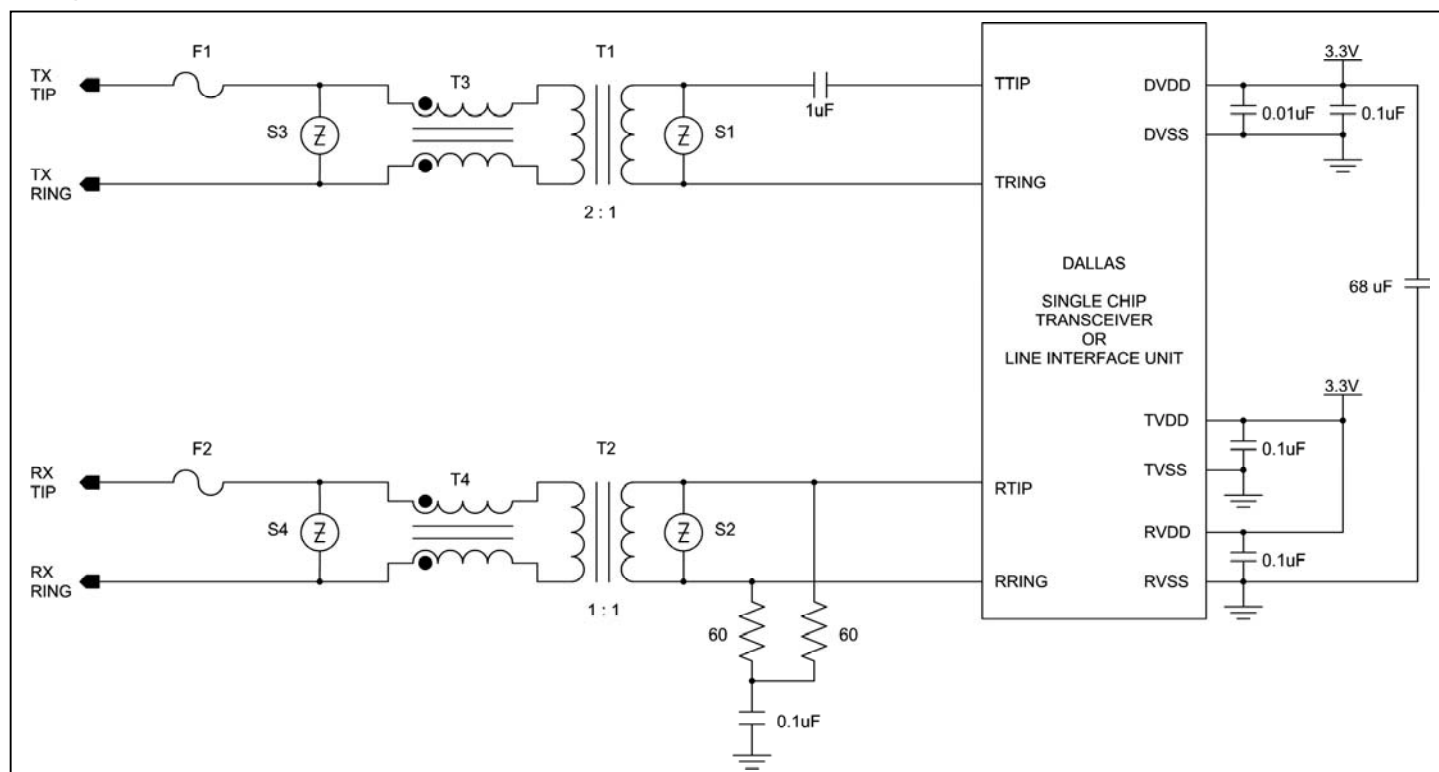 F1
T1
3.3V
TX
TIP
T3
TTIP
DVDD
1uF
0.01uF
0.1uF
S3
S1
DVSS
TX
RING
TRING
2 : 1
DALLAS
SINGLE CHIP
TRANSCEIVER
OR
LINE INTERFACE UNIT
68 uF
3.3V
F2
T2
TVDD
0.1uF
RX
TIP
T4
TVSS
RTIP
S4
S2
RVDD
0.1uF
RX
RING
RRING
RVSS
1 : 1
60
60
0.1uF